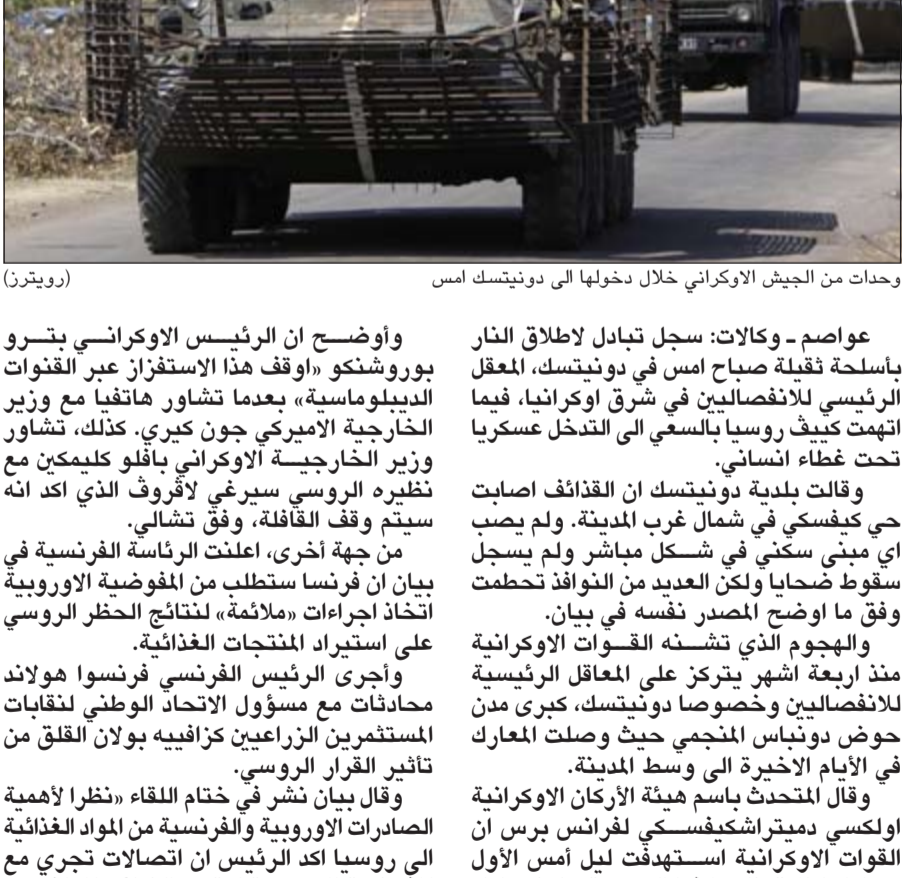 وحدات من الجيش الاوكراني خلال دخولها الى دونيتسك امس
(رويترز)
عواصم ـ وكالات: سجل تبادل لاطلاق النار
بأسلحة ثقيلة صباح امس في دونيتسك، المعقل
الرئيسي للانفصاليين في شرق اوكرانيا، فيما
اتهمت كييڤ روسيا بالسعي الى التدخل عسكريا
تحت غطاء انساني.
وقالت بلدية دونيتسك ان القذائف اصابت
حي كيفسكي في شمال غرب المدينة. ولم يصب
اي مبنى سكني في شكل مباشر ولم يسجل
سقوط ضحايا ولكن العديد من النوافذ تحطمت
وفق ما اوضح المصدر نفسه في بيان.
والهجوم الذي تشنه القوات الاوكرانية
منذ اربعة اشهر يتركز على المعاقل الرئيسية
للانفصاليين وخصوصا دونيتسك، كبرى مدن
حوض دونباس المنجمي حيث وصلت المعارك
في الأيام الاخيرة الى وسط المدينة.
وقال المتحدث باسم هيئة الأركان الاوكرانية
اولكسي دميتراشكيفسكي لفرانس برس ان
القوات الاوكرانية استهدفت ليل أمس الأول
وأوضح ان الرئيس الاوكراني بترو
بوروشنكو «اوقف هذا الاستفزاز عبر القنوات
الديبلوماسية» بعدما تشاور هاتفيا مع وزير
الخارجية الاميركي جون كيري. كذلك، تشاور
وزير الخارجية الاوكراني بافلو كليمكين مع
نظيره الروسي سيرغي لاڤروڤ الذي اكد انه
سيتم وقف القافلة، وفق تشالي.
من جهة أخرى، اعلنت الرئاسة الفرنسية في
بيان ان فرنسا ستطلب من المفوضية الاوروبية
اتخاذ اجراءات «ملائمة» لنتائج الحظر الروسي
على استيراد المنتجات الغذائية.
وأجرى الرئيس الفرنسي فرنسوا هولاند
محادثات مع مسؤول الاتحاد الوطني لنقابات
المستثمرين الزراعيين كزافييه بولان القلق من
تأثير القرار الروسي.
وقال بيان نشر في ختام اللقاء «نظرا لأهمية
الصادرات الاوروبية والفرنسية من المواد الغذائية
الى روسيا اكد الرئيس ان اتصالات تجري مع